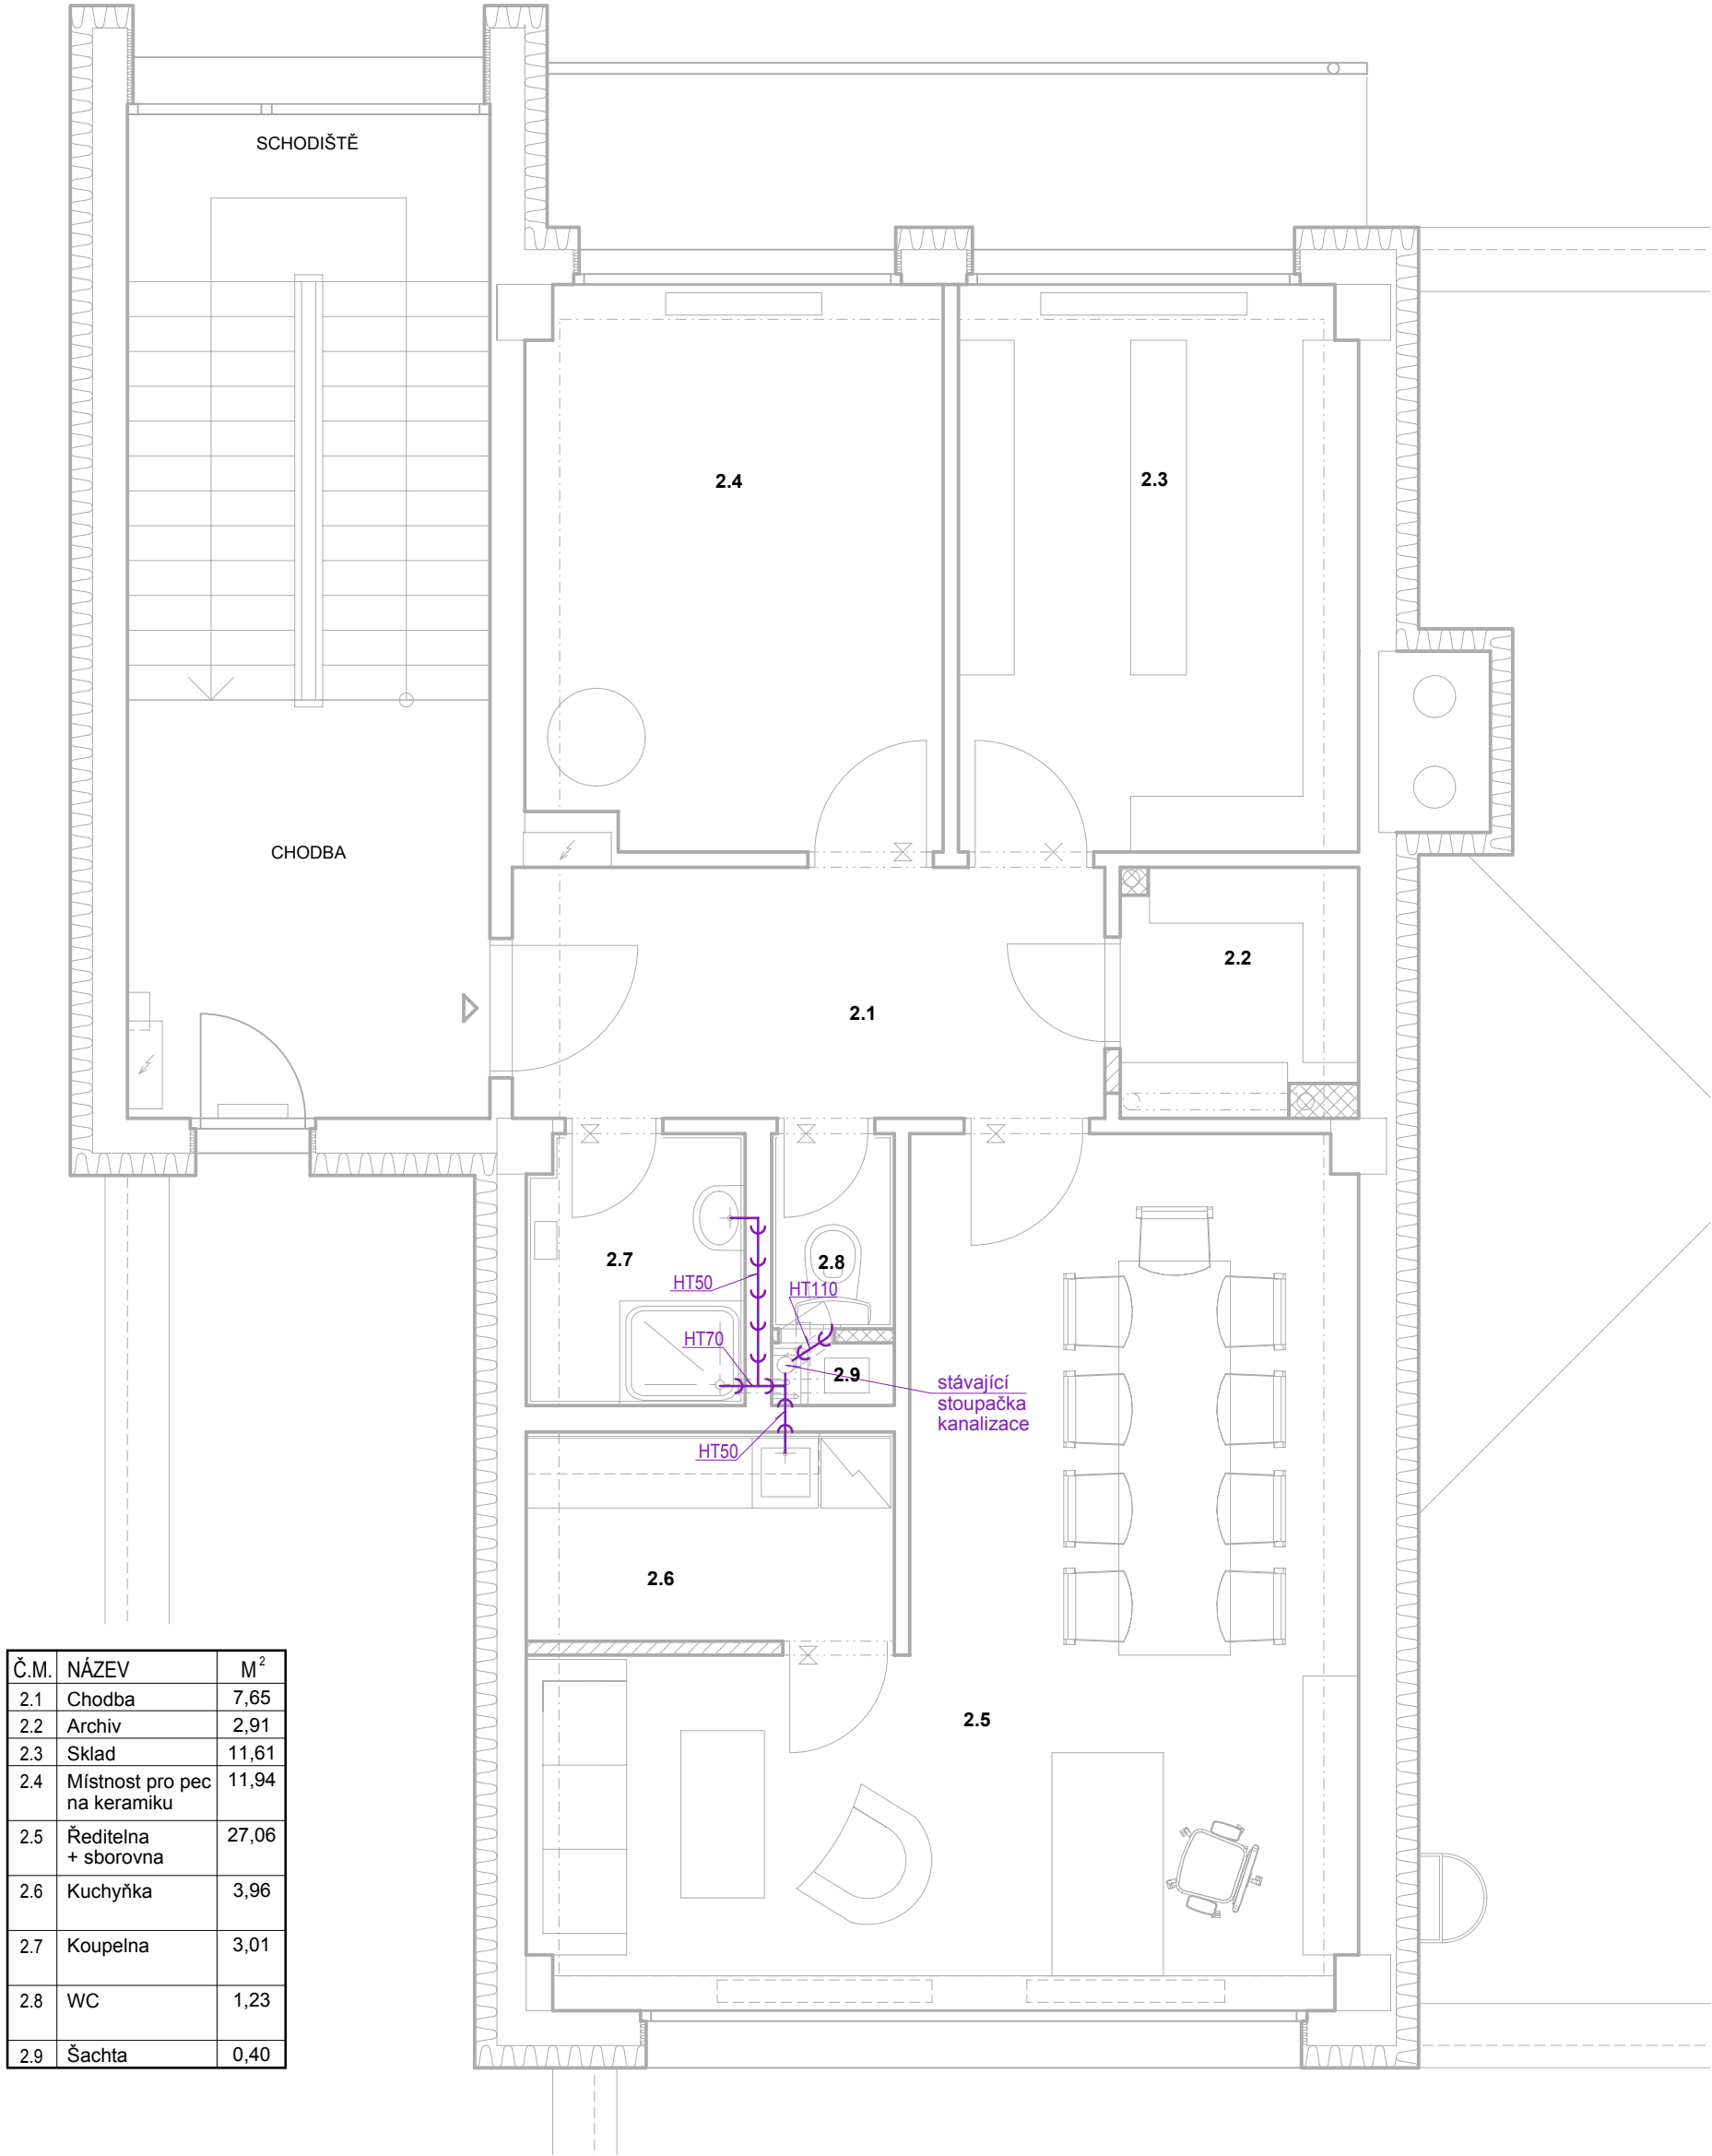 SCHODIŠTĚ
2.4
2.3
CHODBA
2.2
2.1
2.7
2.8
HT50
HT110
HT70
2.9
stávající
stoupačka
kanalizace
HT50
2.6
2.5
Č.M. NÁZEV M²
2.1 Chodba 7,65
2.2 Archiv 2,91
2.3 Sklad 11,61
2.4 Místnost pro pec 11,94
na keramiku
2.5 Ředitelna 27,06
+ sborovna
2.6 Kuchyňka 3,96
2.7 Koupelna 3,01
2.8 WC 1,23
2.9 Šachta 0,40